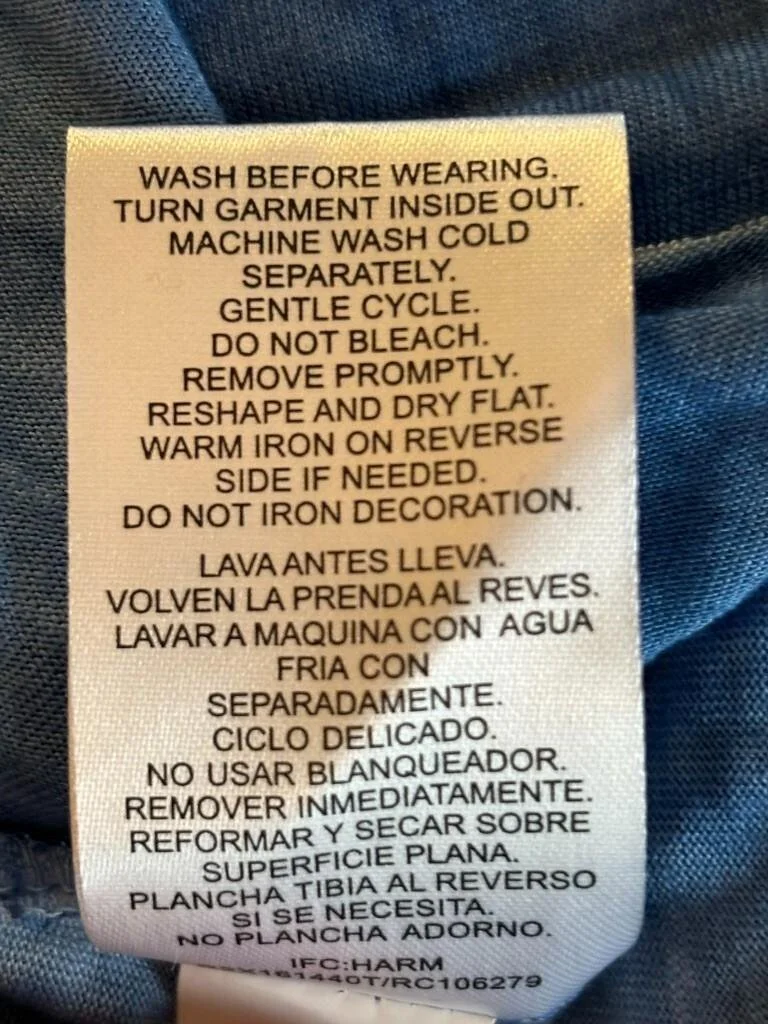 WASH BEFORE WEARING.
TURN GARMENT INSIDE OUT.
MACHINE WASH COLD
SEPARATELY.
GENTLE CYCLE.
DO NOT BLEACH.
REMOVE PROMPTLY.
RESHAPE AND DRY FLAT.
WARM IRON ON REVERSE
SIDE IF NEEDED.
DO NOT IRON DECORATION.
LAVA ANTES LLEVA.
VOLVEN LA PRENDA AL REVES.
LAVAR A MAQUINA CON AGUA
FRIA CON
SEPARADAMENTE.
CICLO DELICADO.
NO USAR BLANQUEADOR.
REMOVER INMEDIATAMENTE.
REFORMAR Y SECAR SOBRE
SUPERFICIE PLANA.
PLANCHA TIBIA AL REVERSO
SI SE NECESITA.
NO PLANCHA ADORNO.
IFC:HARM